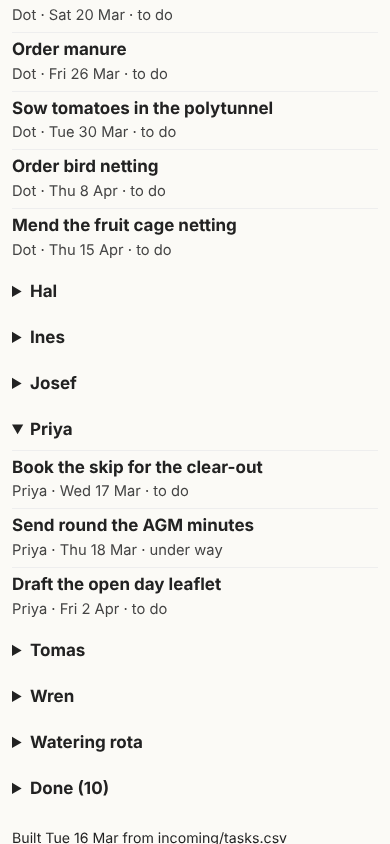 Dot · Sat 20 Mar · to do
Order manure
Dot · Fri 26 Mar · to do
Sow tomatoes in the polytunnel
Dot · Tue 30 Mar · to do
Order bird netting
Dot · Thu 8 Apr · to do
Mend the fruit cage netting
Dot · Thu 15 Apr · to do
Hal
Ines
Josef
Priya
Book the skip for the clear-out
Priya · Wed 17 Mar · to do
Send round the AGM minutes
Priya · Thu 18 Mar · under way
Draft the open day leaflet
Priya · Fri 2 Apr · to do
Tomas
Wren
Watering rota
Done (10)
Built Tue 16 Mar from incoming/tasks.csv